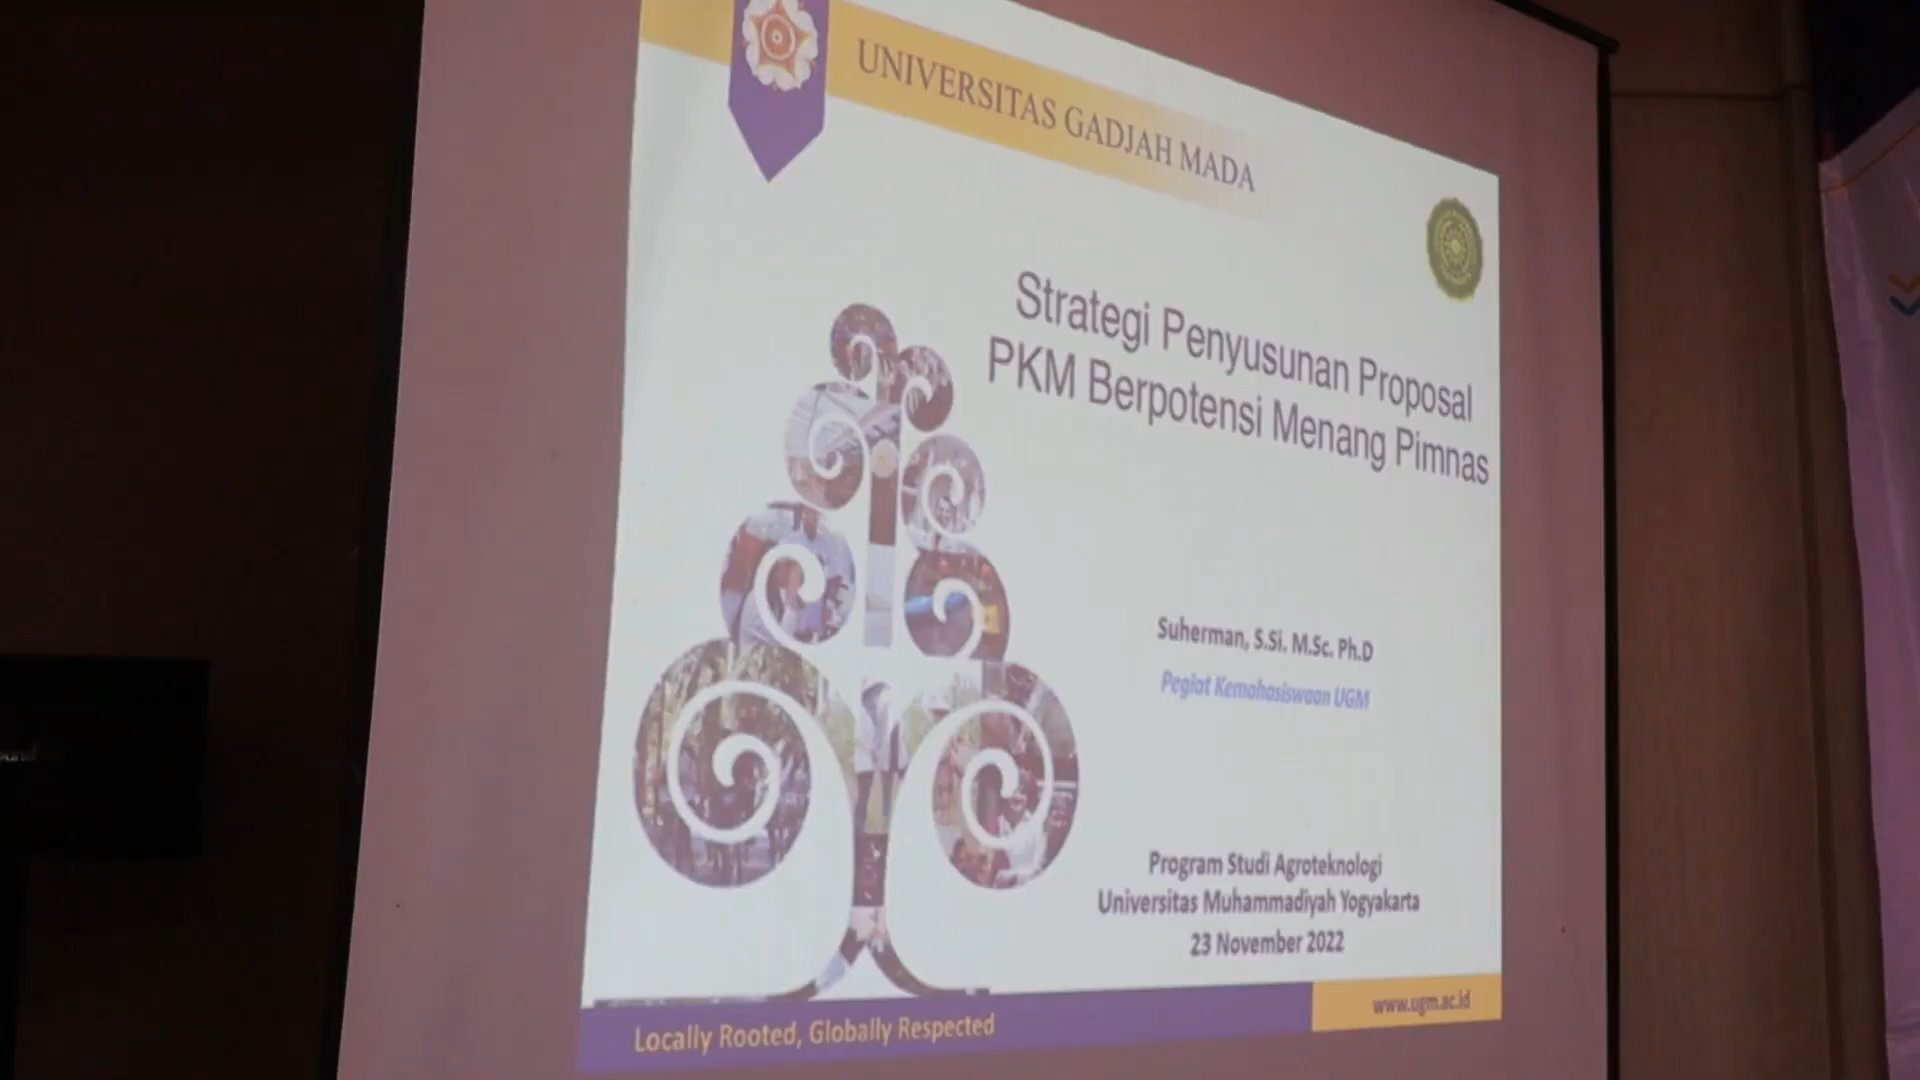 UNIVERSITAS GADJAH MADA
Strategi Penyusunan Proposal
PKM Berpotensi Menang Pimnas
Suherman, S.Si. M.Sc. Ph.D
Pegiat Kemahasiswaan UGM
Program Studi Agroteknologi
Universitas Muhammadiyah Yogyakarta
23 November 2022
www.ugm.ac.id
Locally Rooted, Globally Respected